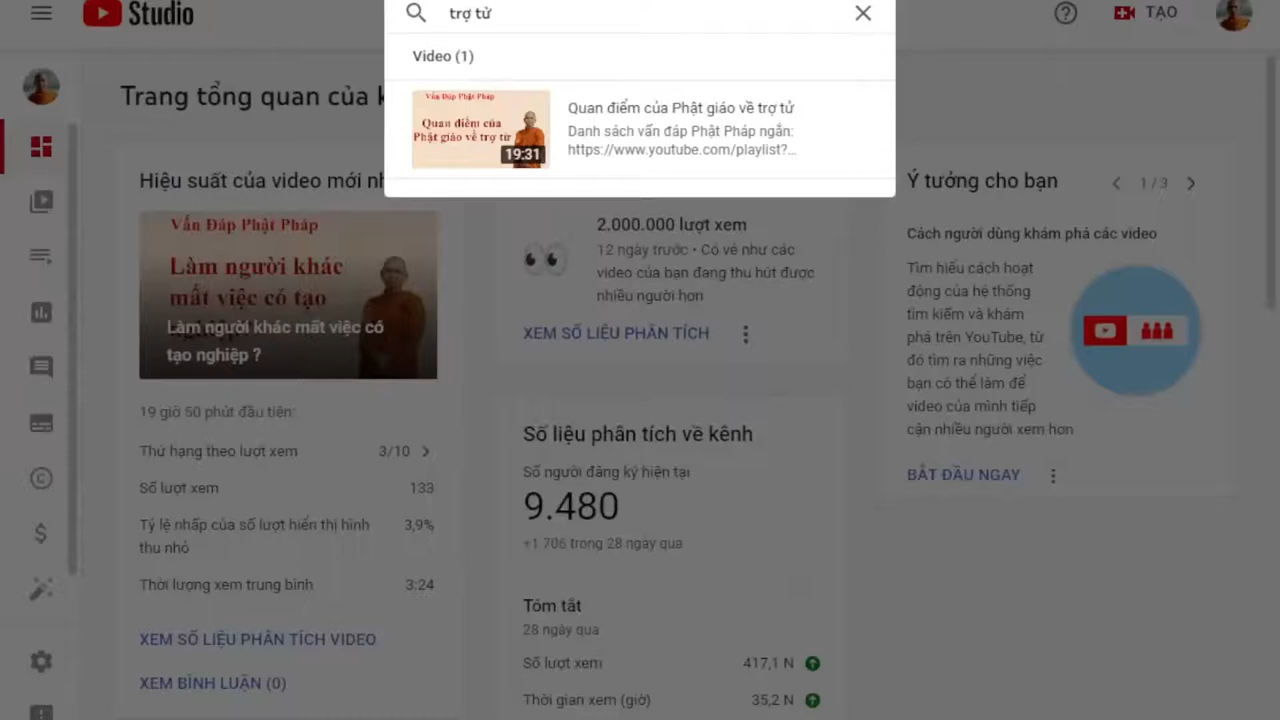 Studio
trợ tử
TẠO
Video (1)
Vấn Đáp Phật Pháp
Quan điểm của
Phật giáo về trợ tử
19:31
Quan điểm của Phật giáo về trợ tử
Danh sách vấn đáp Phật Pháp ngắn:
https://www.youtube.com/playlist?...
Trang tổng quan của k
Hiệu suất của video mới nh
Vấn Đáp Phật Pháp
Làm người khác
mất việc có tạo
Làm người khác mất việc có
tạo nghiệp ?
19 giờ 50 phút đầu tiên:
Thứ hạng theo lượt xem 3/10
Số lượt xem 133
Tỷ lệ nhấp của số lượt hiển thị hình 3,9%
thu nhỏ
Thời lượng xem trung bình 3:24
XEM SỐ LIỆU PHÂN TÍCH VIDEO
XEM BÌNH LUẬN (0)
2.000.000 lượt xem
12 ngày trước • Có vẻ như các
video của bạn đang thu hút được
nhiều người hơn
XEM SỐ LIỆU PHÂN TÍCH
Số liệu phân tích về kênh
Số người đăng ký hiện tại
9.480
+1 706 trong 28 ngày qua
Tóm tắt
28 ngày qua
Số lượt xem 417,1 N
Thời gian xem (giờ) 35,2 N
Ý tưởng cho bạn
1/3
Cách người dùng khám phá các video
Tìm hiểu cách hoạt
động của hệ thống
tìm kiếm và khám
phá trên YouTube, từ
đó tìm ra những việc
bạn có thể làm để
video của mình tiếp
cận nhiều người xem hơn
BẮT ĐẦU NGAY